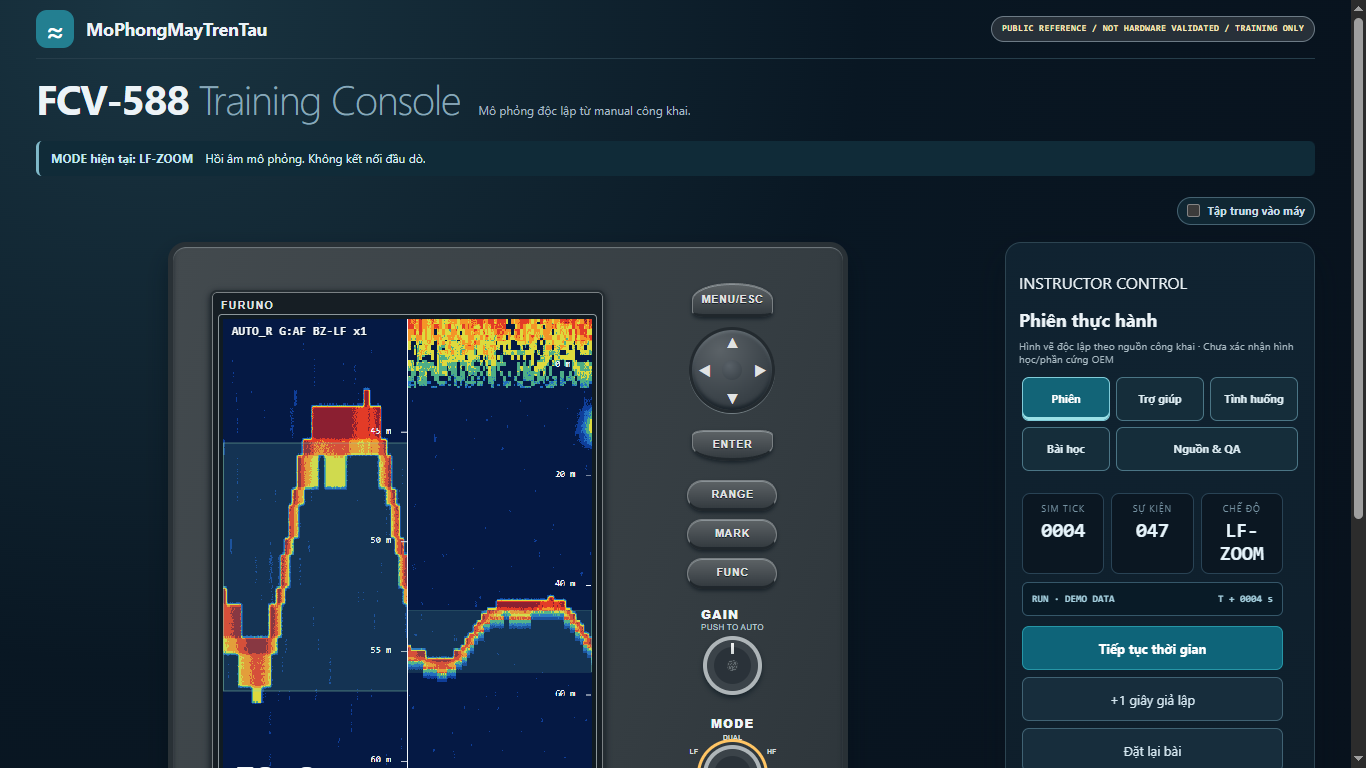 ≈ MoPhongMayTrenTau
PUBLIC REFERENCE / NOT HARDWARE VALIDATED / TRAINING ONLY
FCV-588 Training Console Mô phỏng độc lập từ manual công khai.
MODE hiện tại: LF-ZOOM Hồi âm mô phỏng. Không kết nối đầu dò.
Tập trung vào máy
FURUNO
AUTO_R G:AF BZ-LF x1
45 m
50 m
55 m
60 m
0 m
20 m
40 m
60 m
MENU/ESC
ENTER
RANGE
MARK
FUNC
GAIN
PUSH TO AUTO
MODE
DUAL
LF
HF
INSTRUCTOR CONTROL
Phiên thực hành
Hình vẽ độc lập theo nguồn công khai · Chưa xác nhận hình
học/phần cứng OEM
Phiên
Trợ giúp
Tình huống
Bài học
Nguồn & QA
SIM TICK
0004
SỰ KIỆN
047
CHẾ ĐỘ
LF-
ZOOM
RUN · DEMO DATA
T + 0004 s
Tiếp tục thời gian
+1 giây giả lập
Đặt lại bài